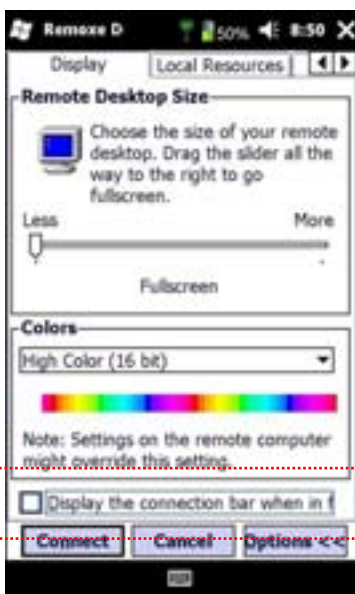 Remoxe D 50% 8:50
Display Local Resources
Remote Desktop Size
Choose the size of your remote
desktop. Drag the slider all the
way to the right to go
fullscreen.
Less More
Fullscreen
Colors
High Color (16 bit)
Note: Settings on the remote computer
might override this setting.
Display the connection bar when in f
Connect Cancel Options <<